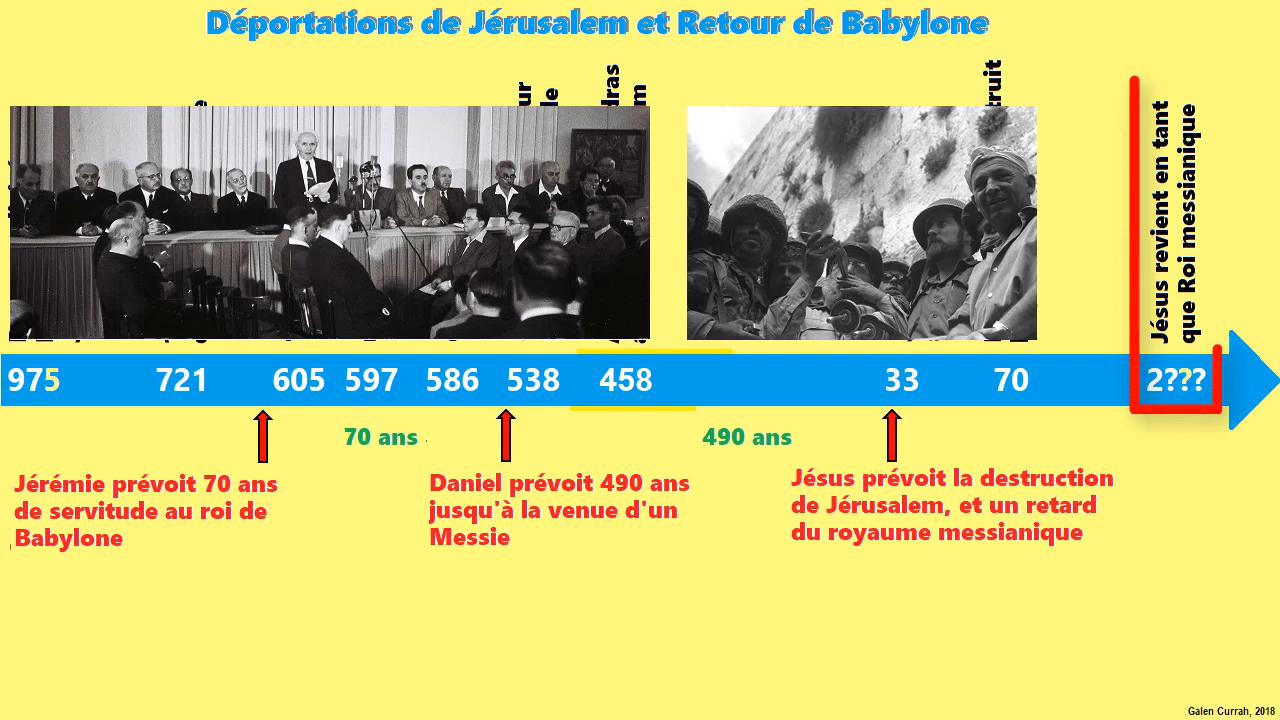 Déportations de Jérusalem et Retour de Babylone
Jésus revient en tant
que Roi messianique
975 721 605 597 586 538 458 33 70 2???
70 ans
490 ans
Jérémie prévoit 70 ans
de servitude au roi de
Babylone
Daniel prévoit 490 ans
jusqu'à la venue d'un
Messie
Jésus prévoit la destruction
de Jérusalem, et un retard
du royaume messianique
Galen Currah, 2018